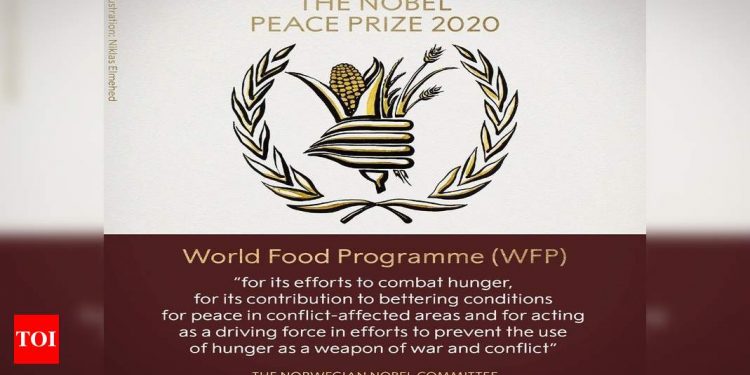 THE NOBEL
PEACE PRIZE 2020
Illustration: Niklas Elmehed
World Food Programme (WFP)
“for its efforts to combat hunger,
for its contribution to bettering conditions
for peace in conflict-affected areas and for acting
as a driving force in efforts to prevent the use
of hunger as a weapon of war and conflict”
THE NORWEGIAN NOBEL COMMITTEE
TOI